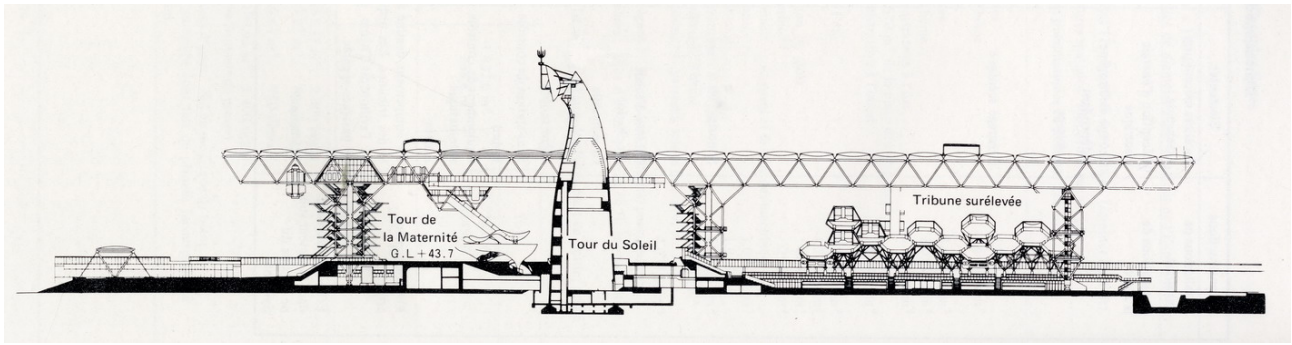 Tour de
la Maternité
G.L + 43.7
Tour du Soleil
Tribune surélevée